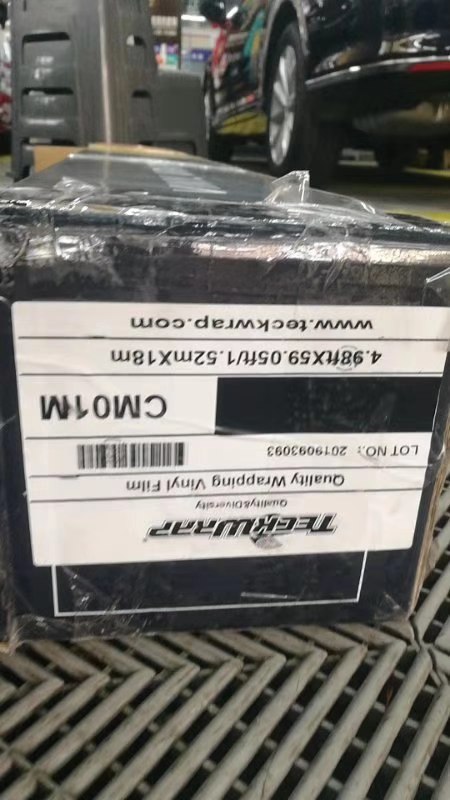 TECKWRAP
Quality&Diversity
Quality Wrapping Vinyl Film
LOT NO.: 2019093093
CM01M
4.98ftX59.05ft/1.52mX18m
www.teckwrap.com